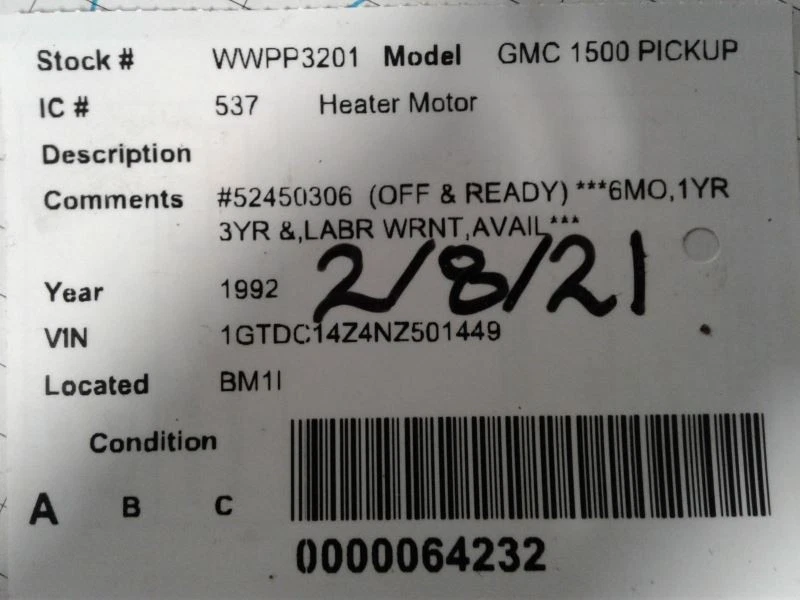 Stock # WWPP3201 Model GMC 1500 PICKUP
IC # 537 Heater Motor
Description
Comments #52450306 (OFF & READY) ***6MO,1YR
3YR &,LABR WRNT,AVAIL***
2/8/21
Year 1992
VIN 1GTDC14Z4NZ501449
Located BM1I
Condition
A B C
0000064232